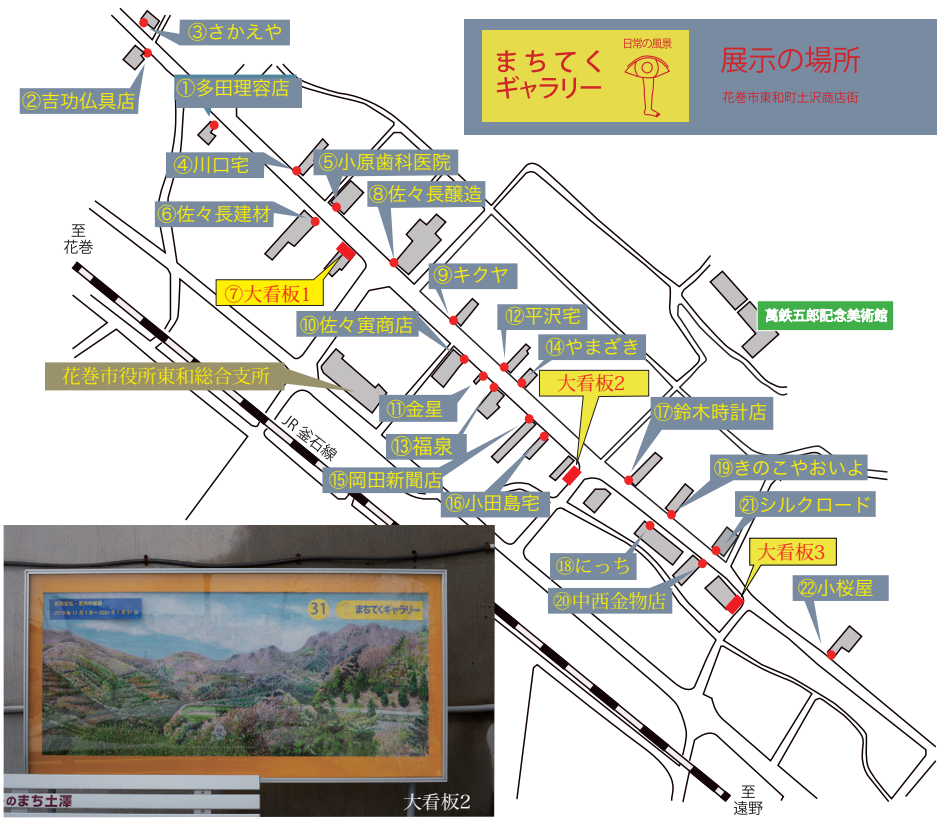 まちてく
ギャラリー
日常の風景
展示の場所
花巻市東和町土沢商店街
③さかえや
②吉功仏具店
①多田理容店
④川口宅
⑤小原歯科医院
⑧佐々長醸造
⑥佐々長建材
至
花巻
⑦大看板1
⑨キクヤ
⑩佐々寅商店
⑫平沢宅
萬鉄五郎記念美術館
⑭やまざき
花巻市役所東和総合支所
大看板2
⑪金星
⑰鈴木時計店
JR釜石線
⑬福泉
⑮岡田新聞店
⑲きのこやおいよ
⑯小田島宅
㉑シルクロード
大看板3
⑱にっち
⑳中西金物店
㉒小桜屋
31
まちてくギャラリー
のまち土澤
大看板2
至
遠野